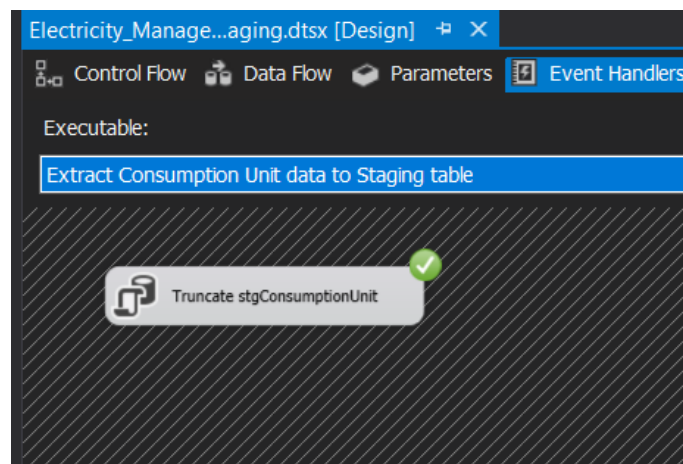 Electricity_Manage...aging.dtsx [Design]
Control Flow Data Flow Parameters Event Handlers
Executable:
Extract Consumption Unit data to Staging table
Truncate stgConsumptionUnit